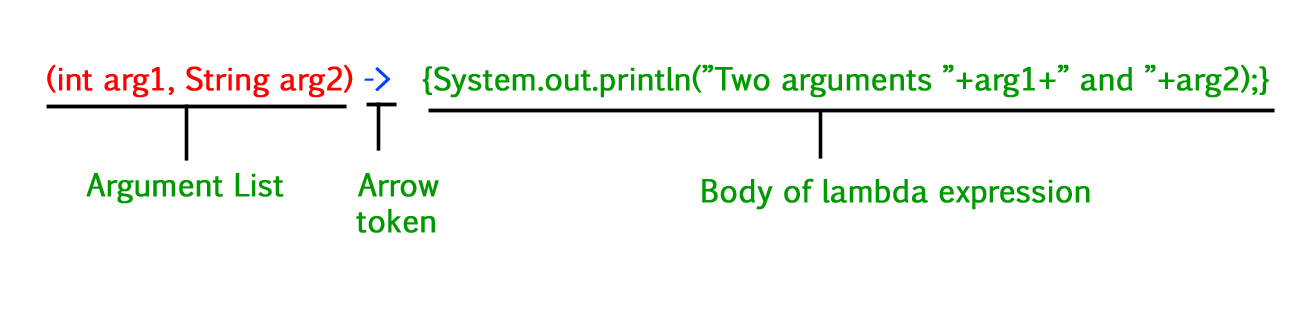 (int arg1, String arg2) -> {System.out.println(”Two arguments ”+arg1+” and ”+arg2);}
Argument List
Arrow
token
Body of lambda expression